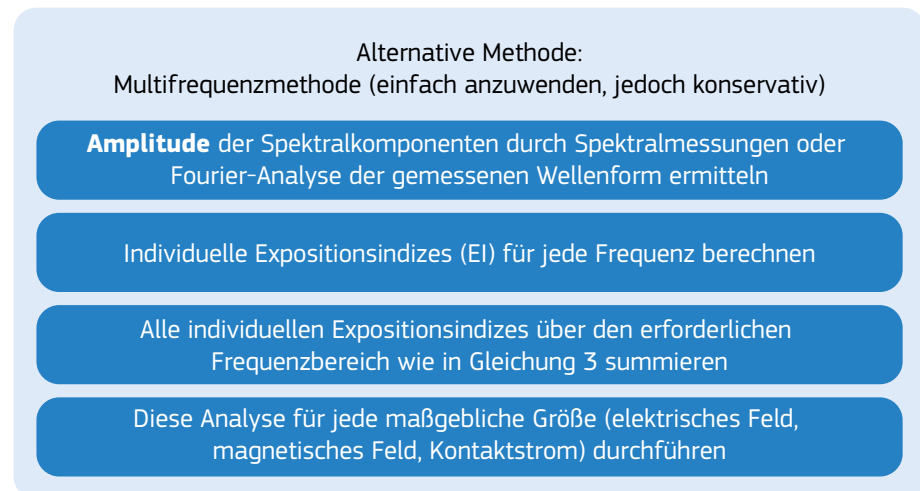 Alternative Methode:
Multifrequenzmethode (einfach anzuwenden, jedoch konservativ)
Amplitude der Spektralkomponenten durch Spektralmessungen oder
Fourier-Analyse der gemessenen Wellenform ermitteln
Individuelle Expositionsindizes (EI) für jede Frequenz berechnen
Alle individuellen Expositionsindizes über den erforderlichen
Frequenzbereich wie in Gleichung 3 summieren
Diese Analyse für jede maßgebliche Größe (elektrisches Feld,
magnetisches Feld, Kontaktstrom) durchführen